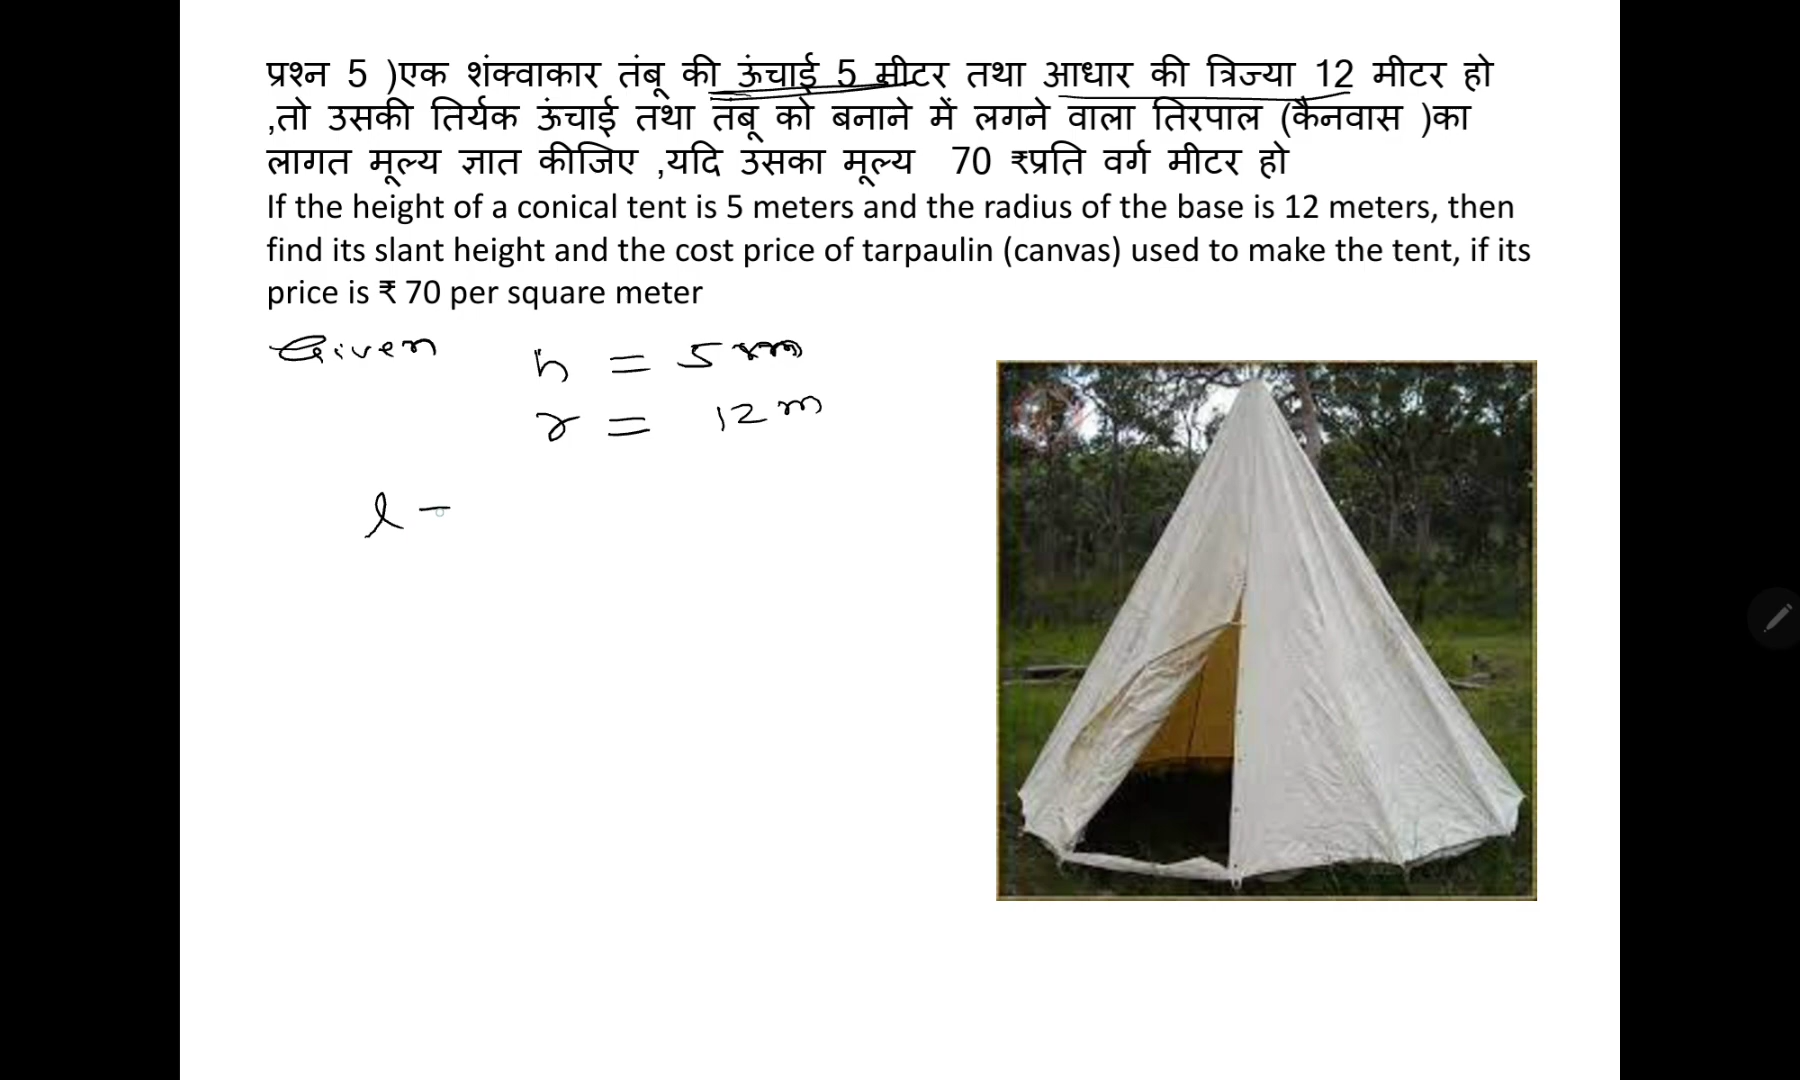 प्रश्न 5 )एक शंक्वाकार तंबू की ऊंचाई 5 मीटर तथा आधार की त्रिज्या 12 मीटर हो
,तो उसकी तिर्यक ऊंचाई तथा तंबू को बनाने में लगने वाला तिरपाल (कैनवास )का
लागत मूल्य ज्ञात कीजिए ,यदि उसका मूल्य 70 ₹प्रति वर्ग मीटर हो
If the height of a conical tent is 5 meters and the radius of the base is 12 meters, then
find its slant height and the cost price of tarpaulin (canvas) used to make the tent, if its
price is ₹ 70 per square meter
Given h = 5 m
r = 12 m
l -